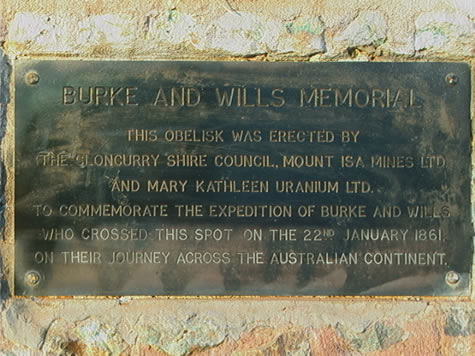 BURKE AND WILLS MEMORIAL
THIS OBELISK WAS ERECTED BY
THE CLONCURRY SHIRE COUNCIL, MOUNT ISA MINES LTD.
AND MARY KATHLEEN URANIUM LTD.
TO COMMEMORATE THE EXPEDITION OF BURKE AND WILLS
WHO CROSSED THIS SPOT ON THE 22ND JANUARY 1861,
ON THEIR JOURNEY ACROSS THE AUSTRALIAN CONTINENT.